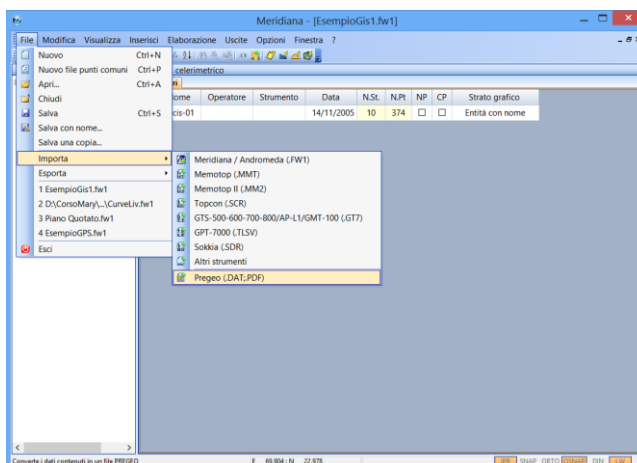 Meridiana - [EsempioGis1.fw1]
File Modifica Visualizza Inserisci Elaborazione Uscite Opzioni Finestra ?
Nuovo Ctrl+N
Nuovo file punti comuni Ctrl+P
celerimetrico
Apri... Ctrl+A
ri
Chiudi
ome Operatore Strumento Data N.St. N.Pt NP CP Strato grafico
Salva Ctrl+S
cis-01 14/11/2005 10 374 Entità con nome
Salva con nome...
Salva una copia...
Importa
Meridiana / Andromeda (.FW1)
Esporta
Memotop (.MMT)
1 EsempioGis1.fw1
Memotop II (.MM2)
2 D:\CorsoMary\...\CurveLiv.fw1
Topcon (.SCR)
3 Piano Quotato.fw1
GTS-500-600-700-800/AP-L1/GMT-100 (.GT7)
4 EsempioGPS.fw1
GPT-7000 (.TLSV)
Esci
Sokkia (.SDR)
Altri strumenti
Pregeo (.DAT;.PDF)
Converte i dati contenuti in un file PREGEO E 69.904 : N 22.978 SNAP ORTO OSNAP DIN LW